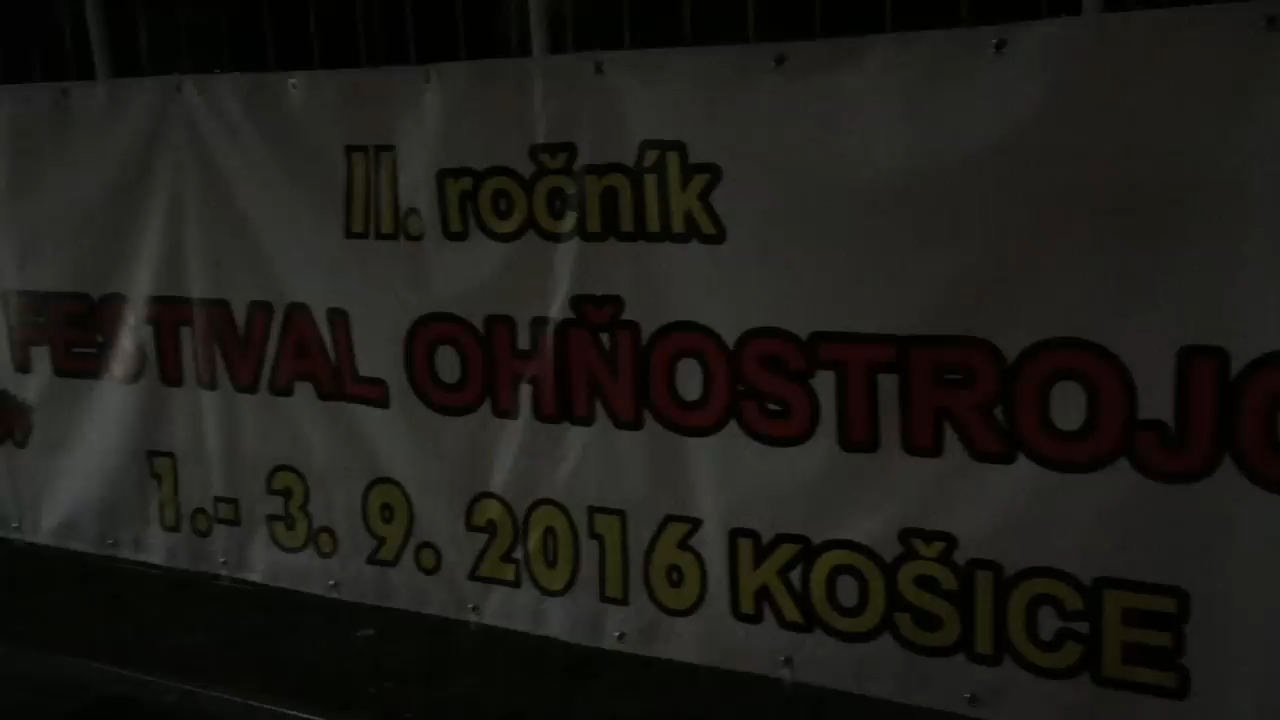 II. ročník
FESTIVAL OHŇOSTROJO
1.- 3. 9. 2016 KOŠICE